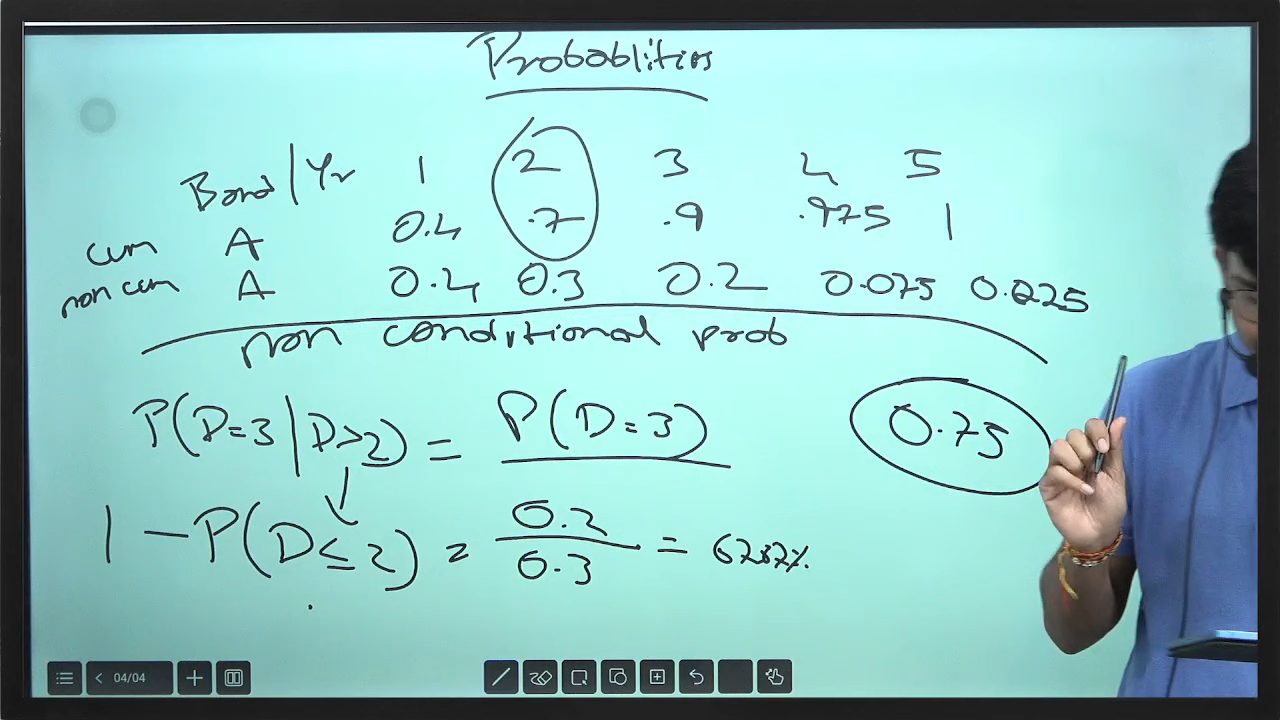 Probablities
Bond/Yr 1 2 3 4 5
cum A 0.4 .7 .9 .975 1
non cum A 0.4 0.3 0.2 0.075 0.025
non conditional prob
P(D=3|D>2) = P(D=3)
0.75
1 - P(D≤2) = 0.2/0.3 =
04/04